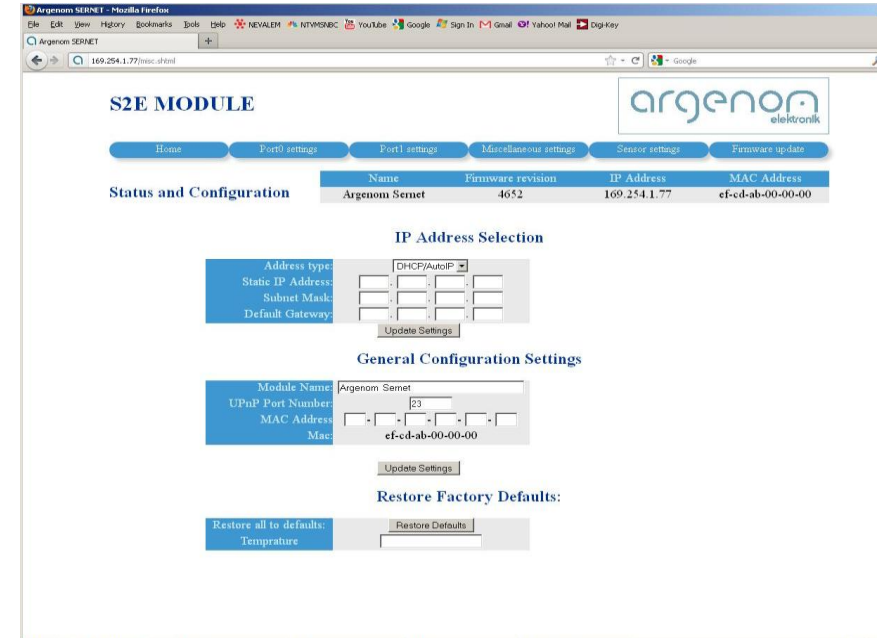 Argenom SERNET - Mozilla Firefox
File Edit View History Bookmarks Tools Help NEVALEM NTVMSNBC YouTube Google Sign In Gmail Yahoo! Mail Digi-Key
Argenom SERNET +
169.254.1.77/misc.shtml Google
S2E MODULE
argenom
elektronik
Home Port0 settings Port1 settings Miscellaneous settings Sensor settings Firmware update
Name Firmware revision IP Address MAC Address
Status and Configuration Argenom Sernet 4652 169.254.1.77 ef-cd-ab-00-00-00
IP Address Selection
Address type: DHCP/AutoIP
Static IP Address: . . .
Subnet Mask: . . .
Default Gateway: . . .
Update Settings
General Configuration Settings
Module Name: Argenom Sernet
UPnP Port Number: 23
MAC Address - - - - -
Mac: ef-cd-ab-00-00-00
Update Settings
Restore Factory Defaults:
Restore all to defaults: Restore Defaults
Temprature